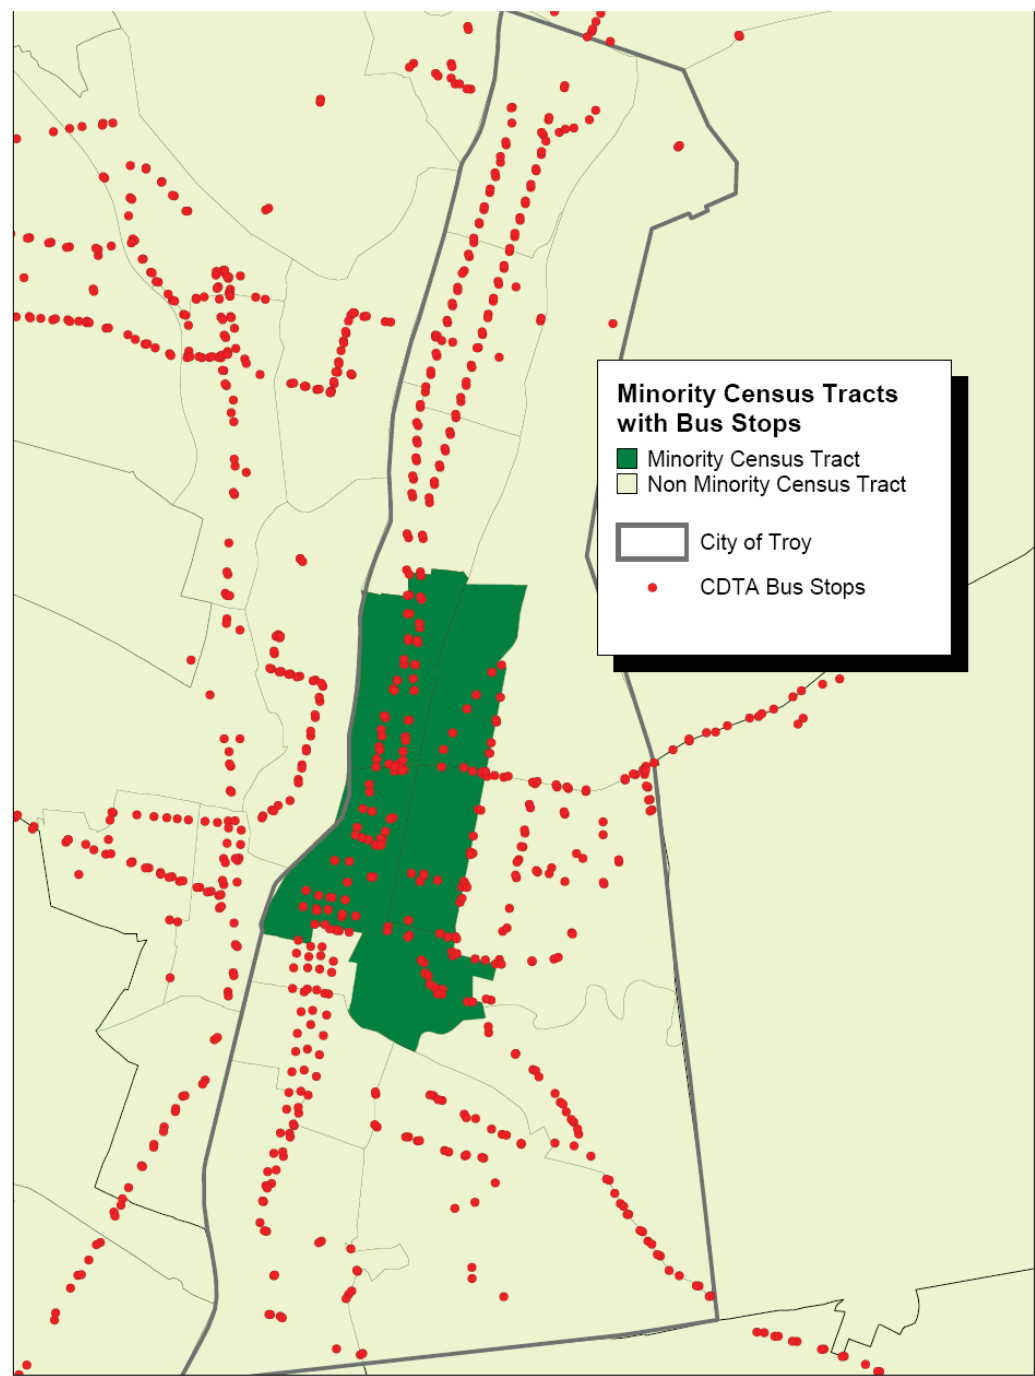 Minority Census Tracts
with Bus Stops
Minority Census Tract
Non Minority Census Tract
City of Troy
CDTA Bus Stops